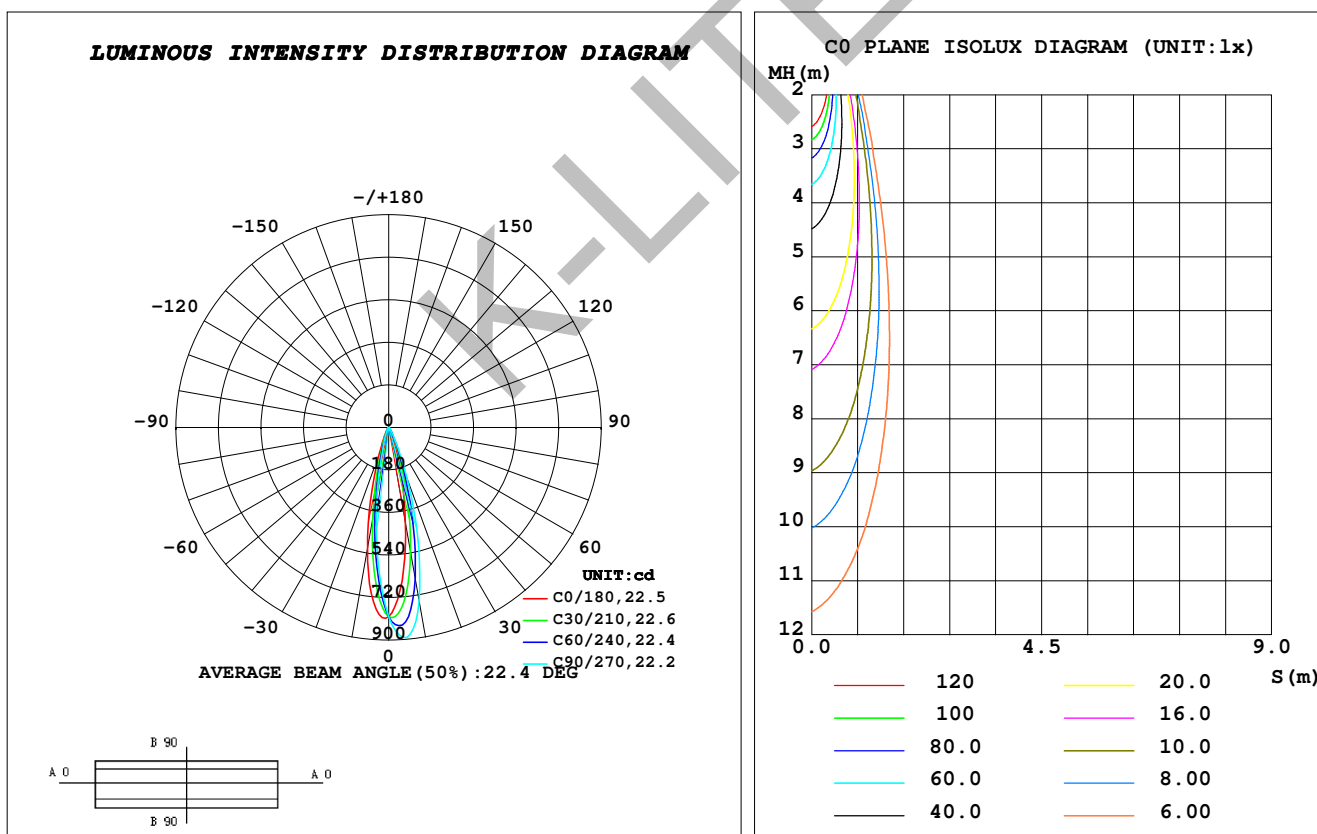 LUMINOUS INTENSITY DISTRIBUTION DIAGRAM
-/+180
-150 150
-120 120
-90 0 90
180
360
-60 540 60
UNIT:cd
720
C0/180,22.5
C30/210,22.6
-30 900 30
C60/240,22.4
0
C90/270,22.2
AVERAGE BEAM ANGLE(50%):22.4 DEG
B 90
A 0 A 0
B 90
K-LITE
C0 PLANE ISOLUX DIAGRAM (UNIT:lx)
MH(m)
2
3
4
5
6
7
8
9
10
11
12
0.0 4.5 9.0
S(m)
120 20.0
100 16.0
80.0 10.0
60.0 8.00
40.0 6.00